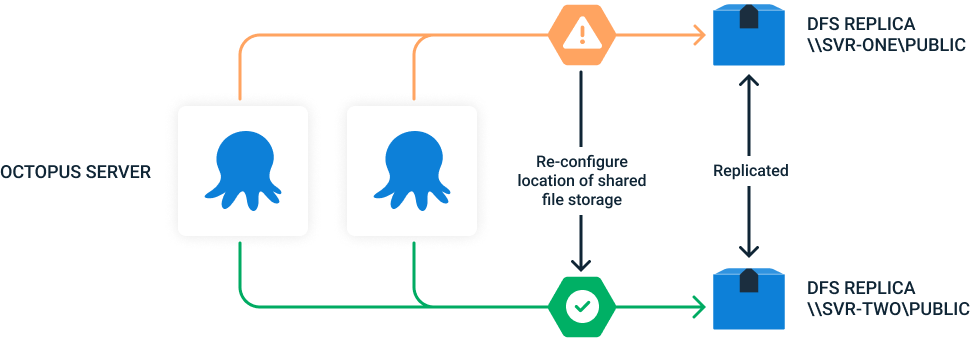 DFS REPLICA
\\SVR-ONE\PUBLIC
OCTOPUS SERVER
Re-configure
location of shared
file storage
Replicated
DFS REPLICA
\\SVR-TWO\PUBLIC